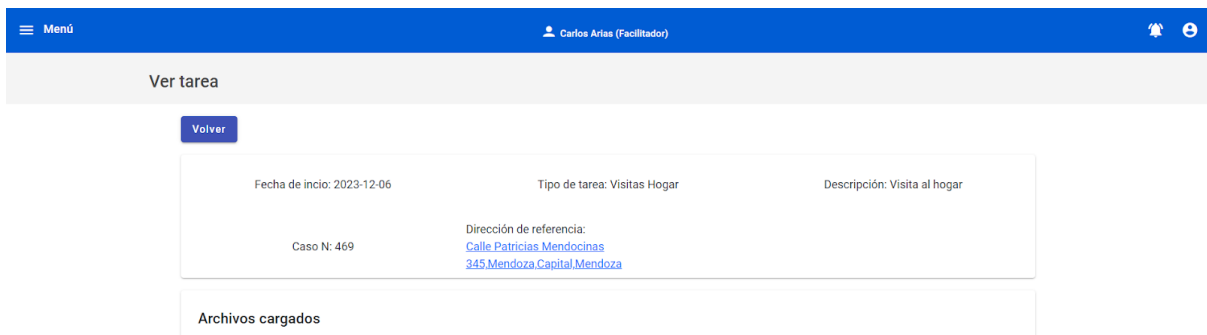 Menú
Carlos Arias (Facilitador)
Ver tarea
Volver
Fecha de incio: 2023-12-06
Tipo de tarea: Visitas Hogar
Descripción: Visita al hogar
Caso N: 469
Dirección de referencia:
Calle Patricias Mendocinas
345,Mendoza,Capital,Mendoza
Archivos cargados